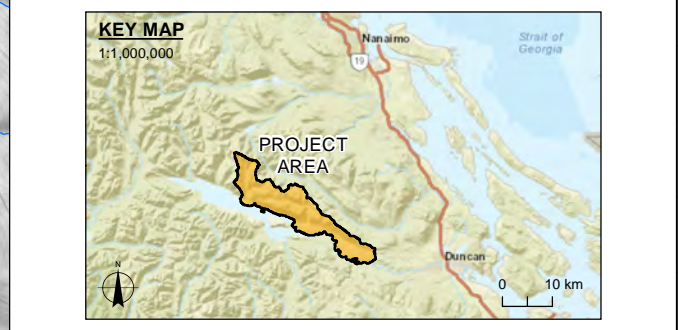 KEY MAP
1:1,000,000
Nanaimo
Strait of
Georgia
19
PROJECT
AREA
Duncan
N
0 10 km